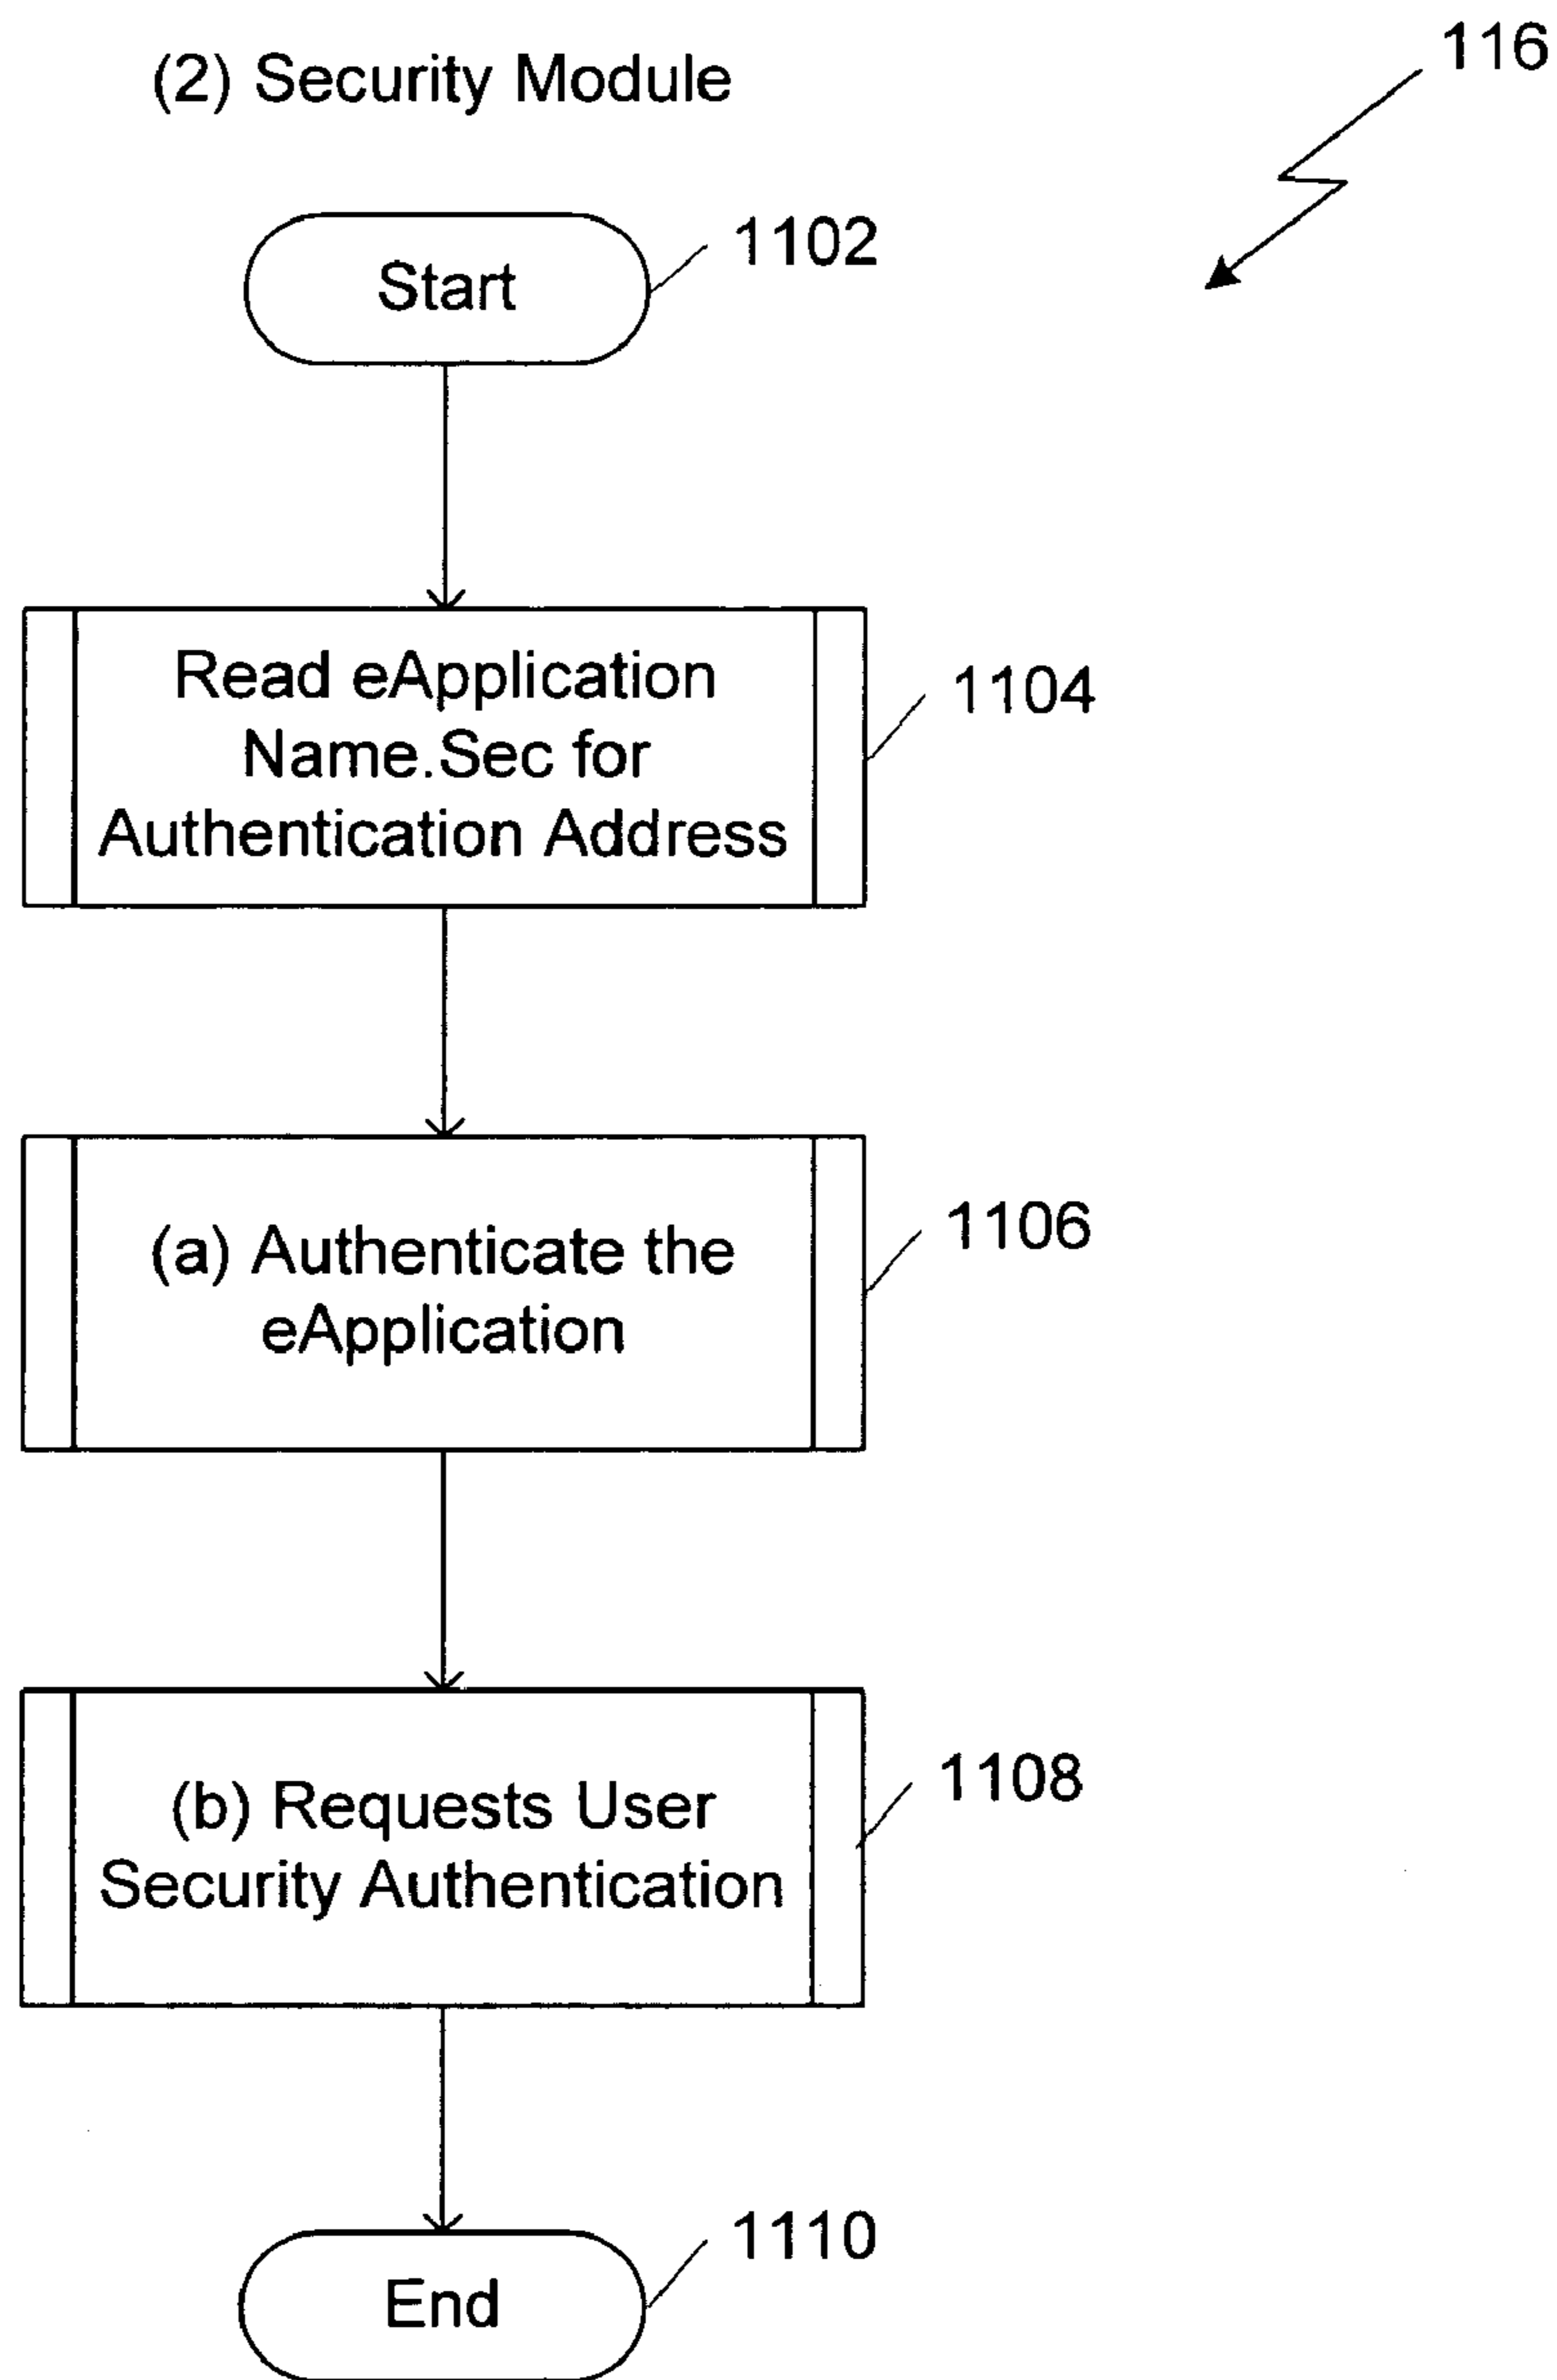 (2) Security Module
116
Start
1102
Read eApplication
Name.Sec for
Authentication Address
1104
(a) Authenticate the
eApplication
1106
(b) Requests User
Security Authentication
1108
End
1110